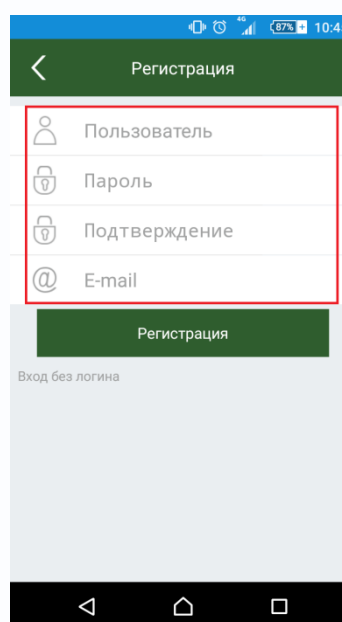 4G 87% 10:4
Регистрация
Пользователь
Пароль
Подтверждение
E-mail
Регистрация
Вход без логина